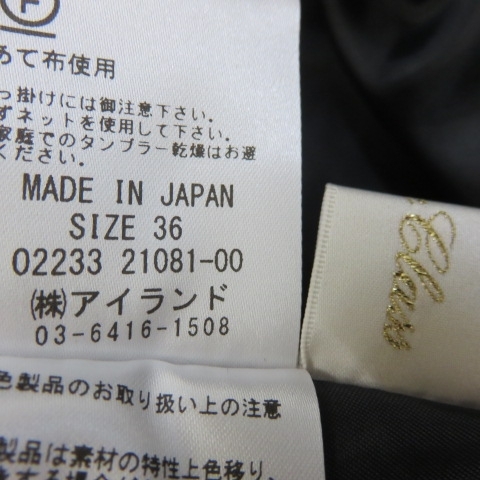 Ⓕ
めて布使用
っ掛けには御注意下さい。
ずネットを使用して下さい。
家庭でのタンブラー乾燥はお避
ください。
MADE IN JAPAN
SIZE 36
02233 21081-00
㈱アイランド
03-6416-1508
色製品のお取り扱い上の注意
製品は素材の特性上色移り、